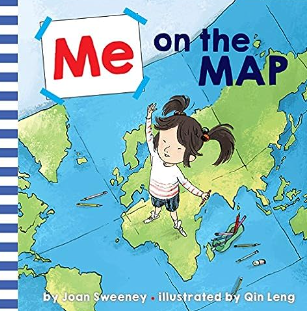 Me on the
MAP
by Joan Sweeney • illustrated by Qin Leng